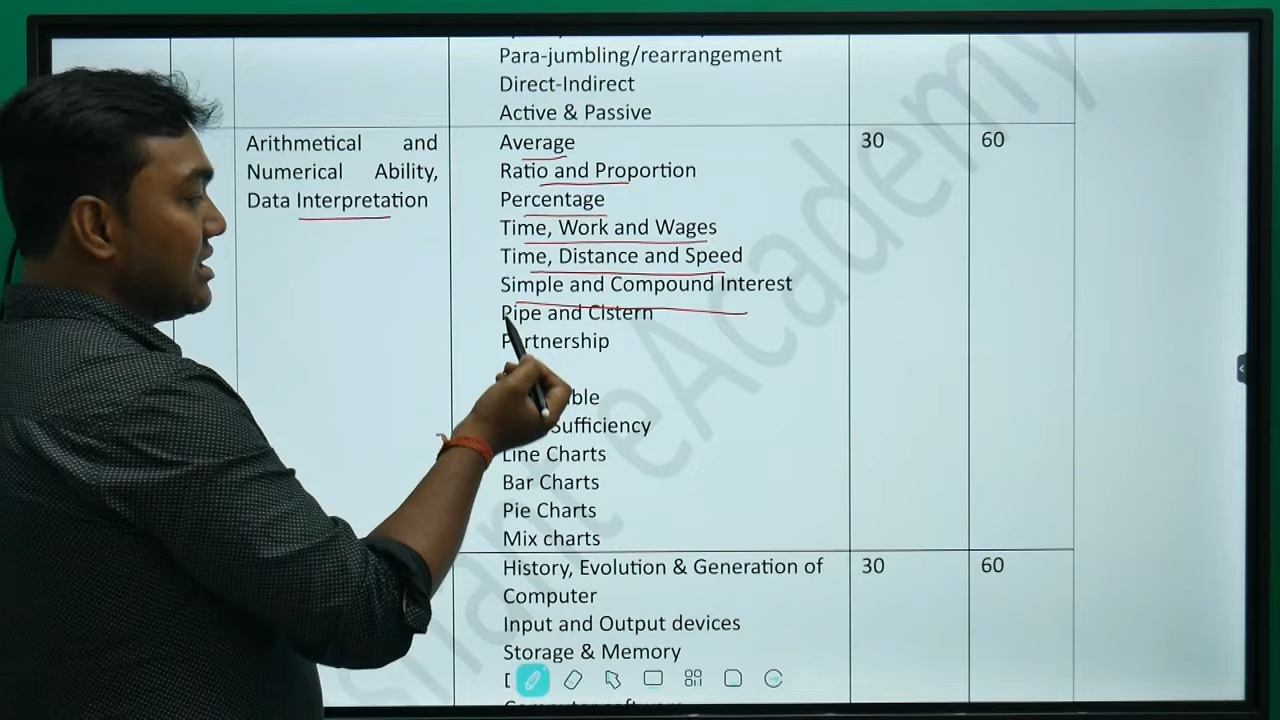 Para-jumbling/rearrangement
Direct-Indirect
Active & Passive
Arithmetical and
Numerical Ability,
Data Interpretation
Average
Ratio and Proportion
Percentage
Time, Work and Wages
Time, Distance and Speed
Simple and Compound Interest
Pipe and Cistern
Partnership
Sufficiency
Line Charts
Bar Charts
Pie Charts
Mix charts
30
60
History, Evolution & Generation of
Computer
Input and Output devices
Storage & Memory
30
60
eAcademy